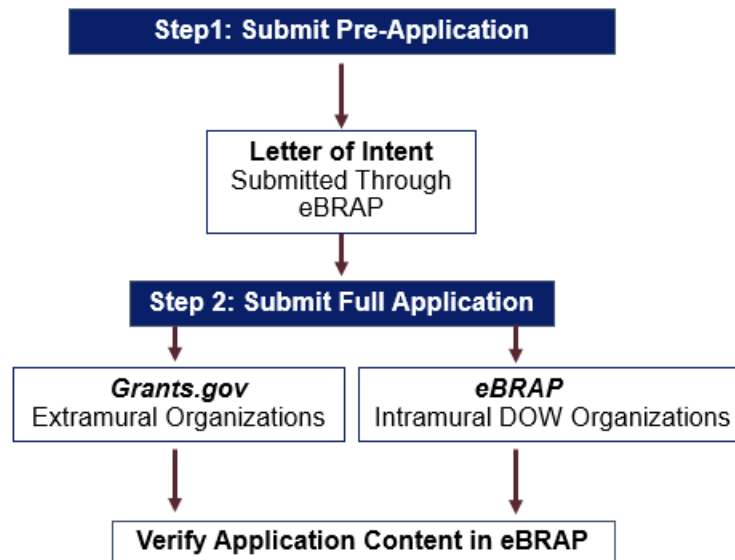 Step1: Submit Pre-Application
Letter of Intent
Submitted Through
eBRAP
Step 2: Submit Full Application
Grants.gov
Extramural Organizations
eBRAP
Intramural DOW Organizations
Verify Application Content in eBRAP